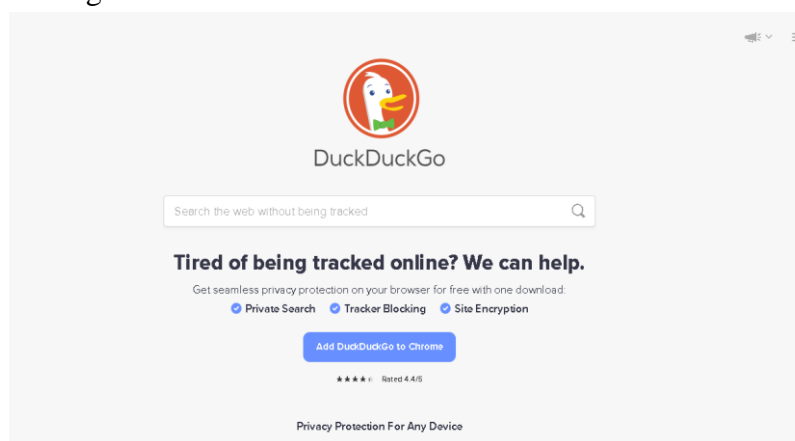 DuckDuckGo
Search the web without being tracked
Tired of being tracked online? We can help.
Get seamless privacy protection on your browser for free with one download:
Private Search Tracker Blocking Site Encryption
Add DuckDuckGo to Chrome
Rated 4.4/5
Privacy Protection For Any Device